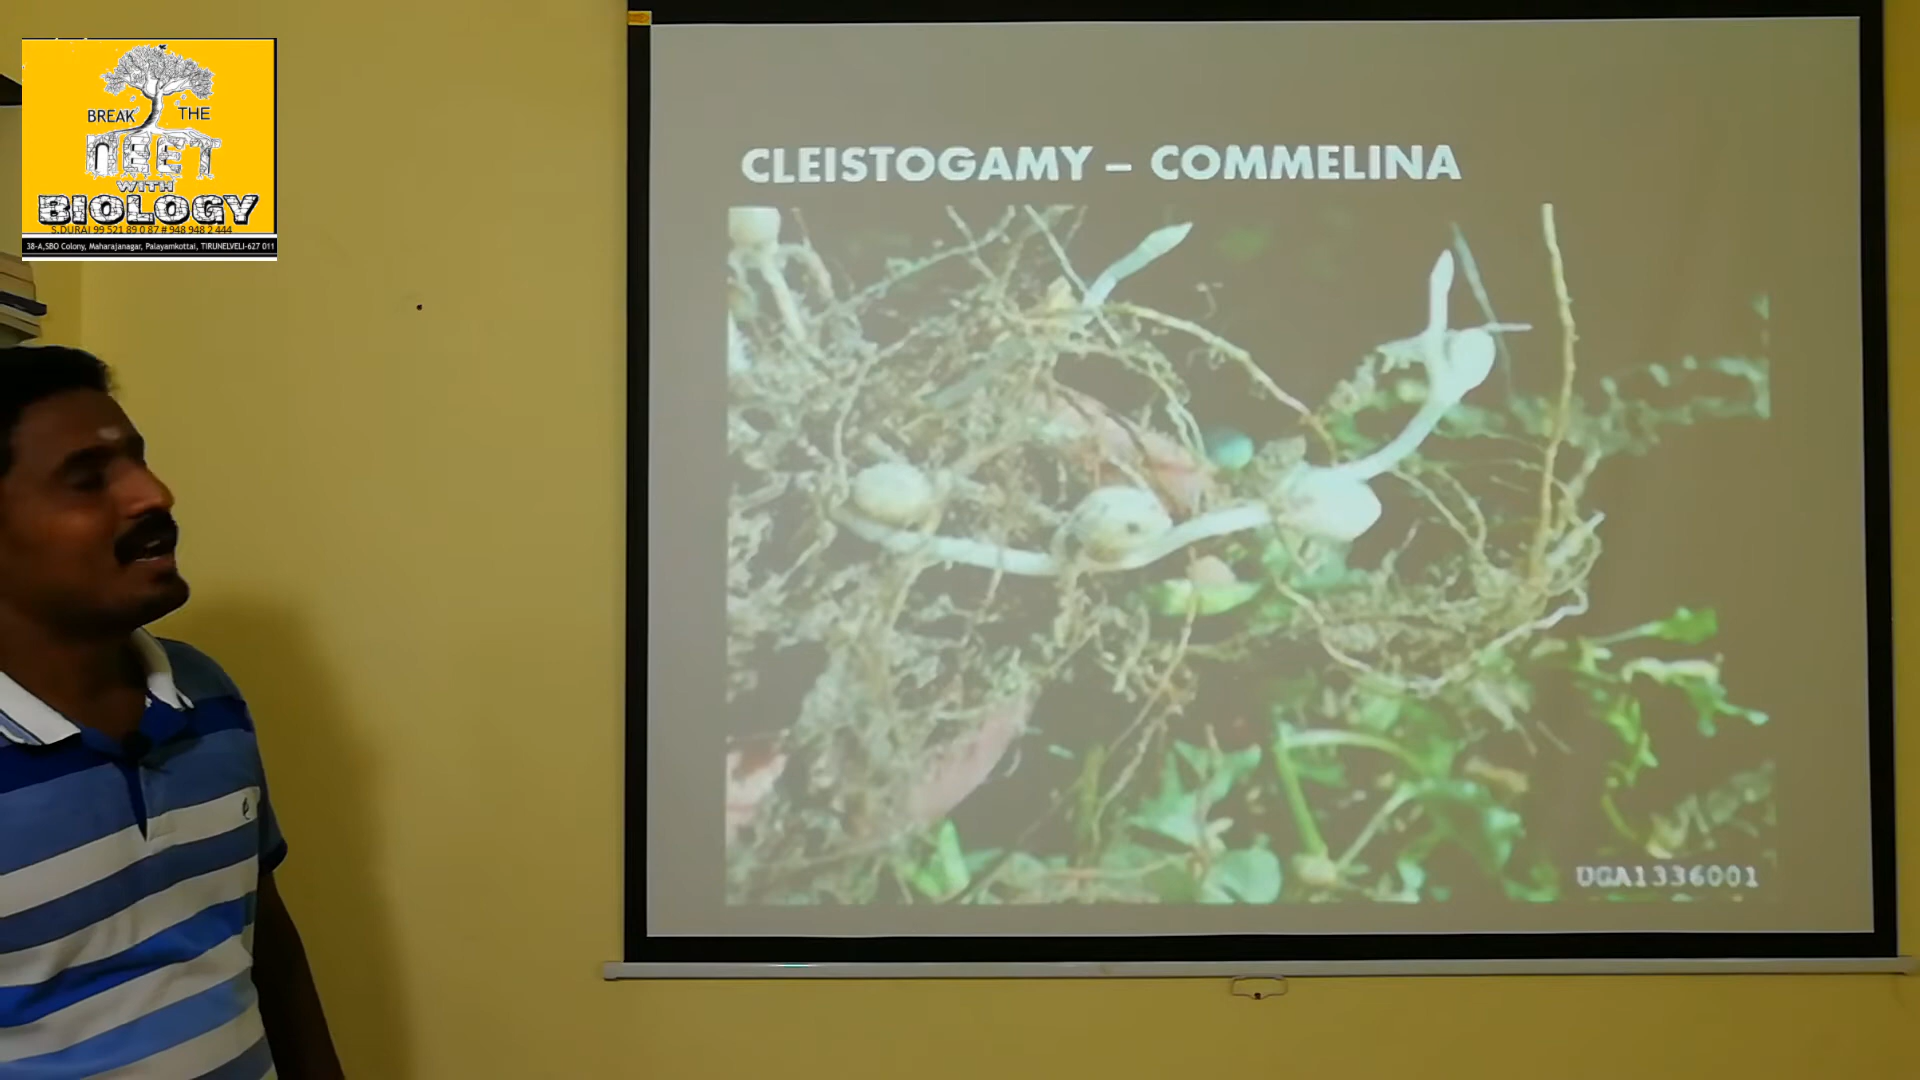 BREAK THE
NEET
WITH
BIOLOGY
S.DURAI 99 521 89 0 87 # 948 948 2 444
38-A,SBO Colony, Maharajanagar, Palayamkottai, TIRUNELVELI-627 011
CLEISTOGAMY – COMMELINA
UGA1336001